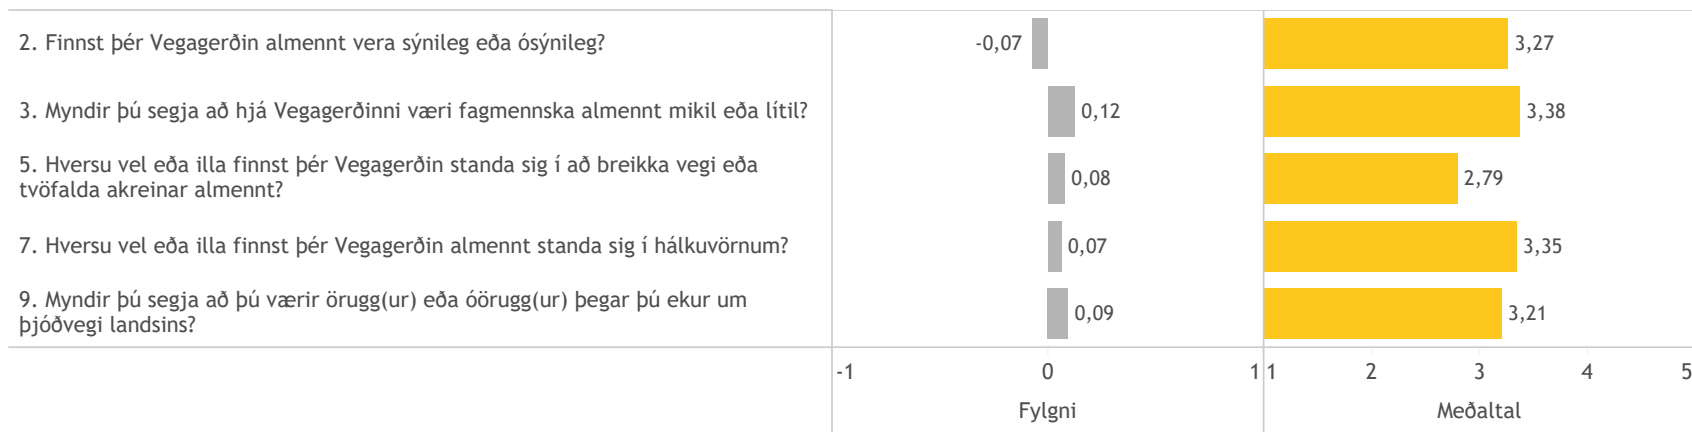 2. Finnst þér Vegagerðin almennt vera sýnileg eða ósýnileg?
-0,07
3,27
3. Myndir þú segja að hjá Vegagerðinni væri fagmennska almennt mikil eða lítil?
0,12
3,38
5. Hversu vel eða illa finnst þér Vegagerðin standa sig í að breikka vegi eða
tvöfalda akreinar almennt?
0,08
2,79
7. Hversu vel eða illa finnst þér Vegagerðin almennt standa sig í hálkuvörnum?
0,07
3,35
9. Myndir þú segja að þú værir örugg(ur) eða óörugg(ur) þegar þú ekur um
þjóðvegi landsins?
0,09
3,21
-1 0 1 1 2 3 4 5
Fylgni Meðaltal